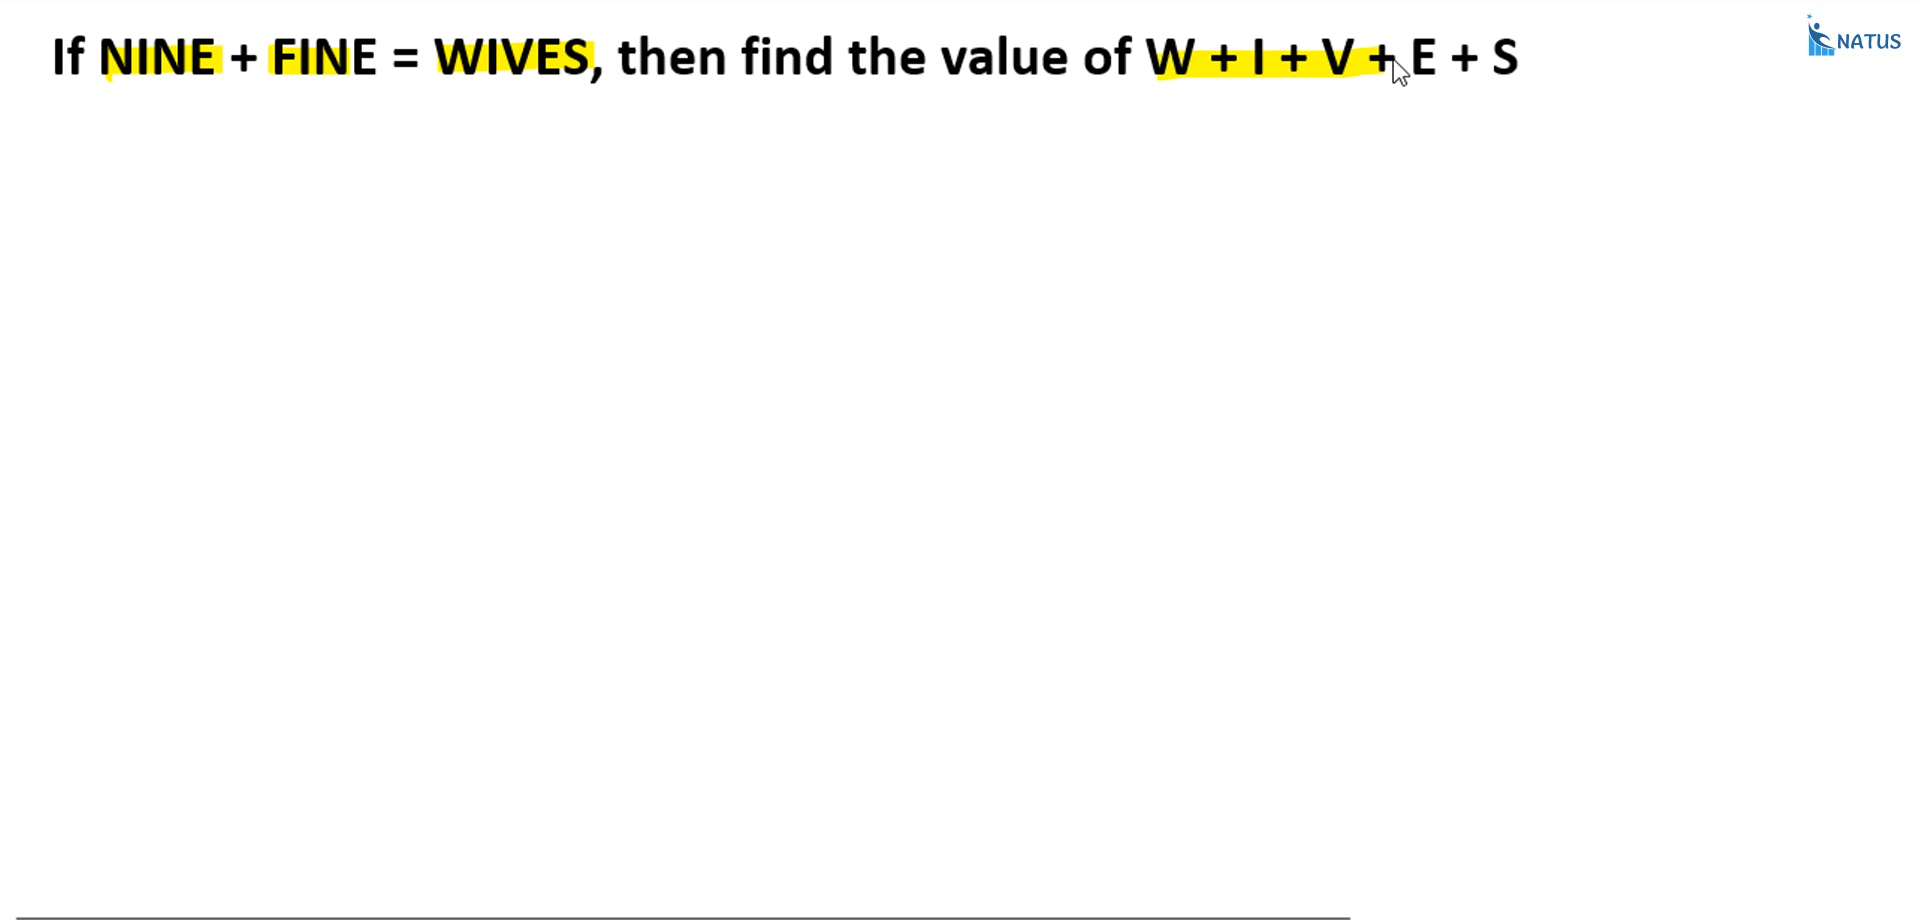 If NINE + FINE = WIVES, then find the value of W + I + V + E + S
NATUS